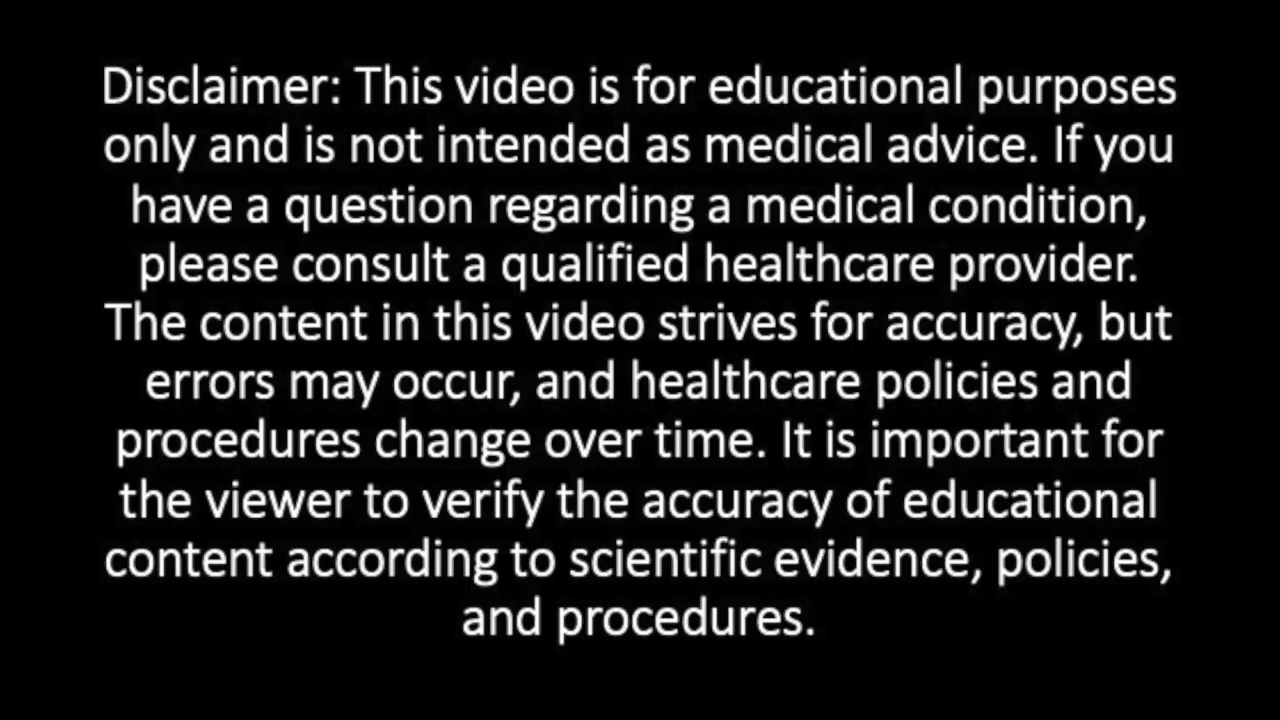 Disclaimer: This video is for educational purposes
only and is not intended as medical advice. If you
have a question regarding a medical condition,
please consult a qualified healthcare provider.
The content in this video strives for accuracy, but
errors may occur, and healthcare policies and
procedures change over time. It is important for
the viewer to verify the accuracy of educational
content according to scientific evidence, policies,
and procedures.